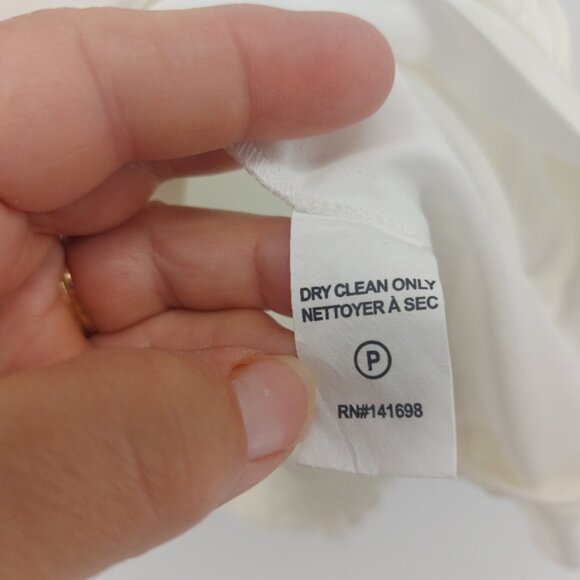 DRY CLEAN ONLY
NETTOYER À SEC
P
RN#141698